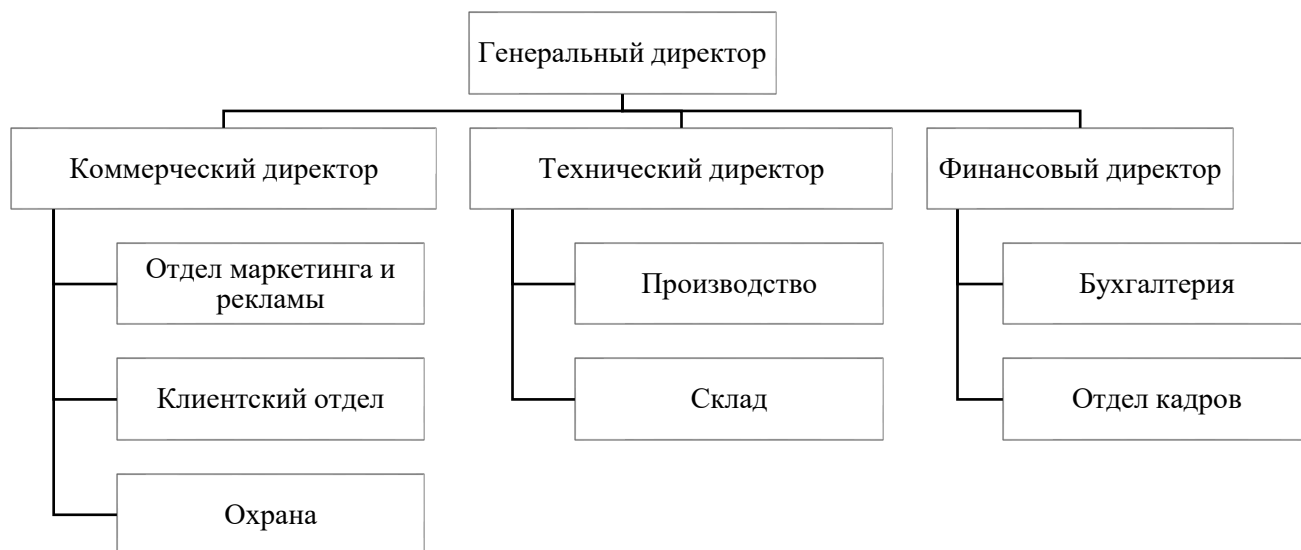 Генеральный директор
Коммерческий директор
Технический директор
Финансовый директор
Отдел маркетинга и
рекламы
Производство
Бухгалтерия
Клиентский отдел
Склад
Отдел кадров
Охрана